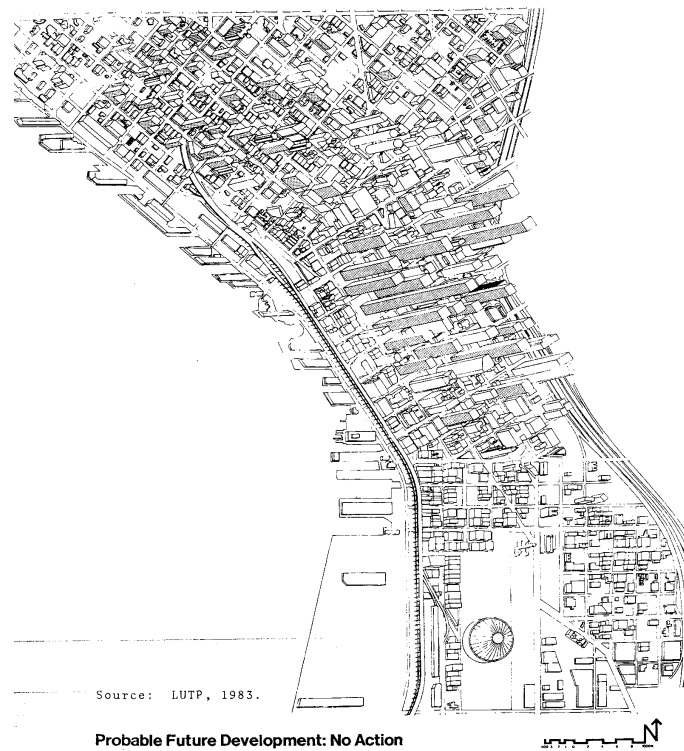 Source: LUTP, 1983.
Probable Future Development: No Action
N